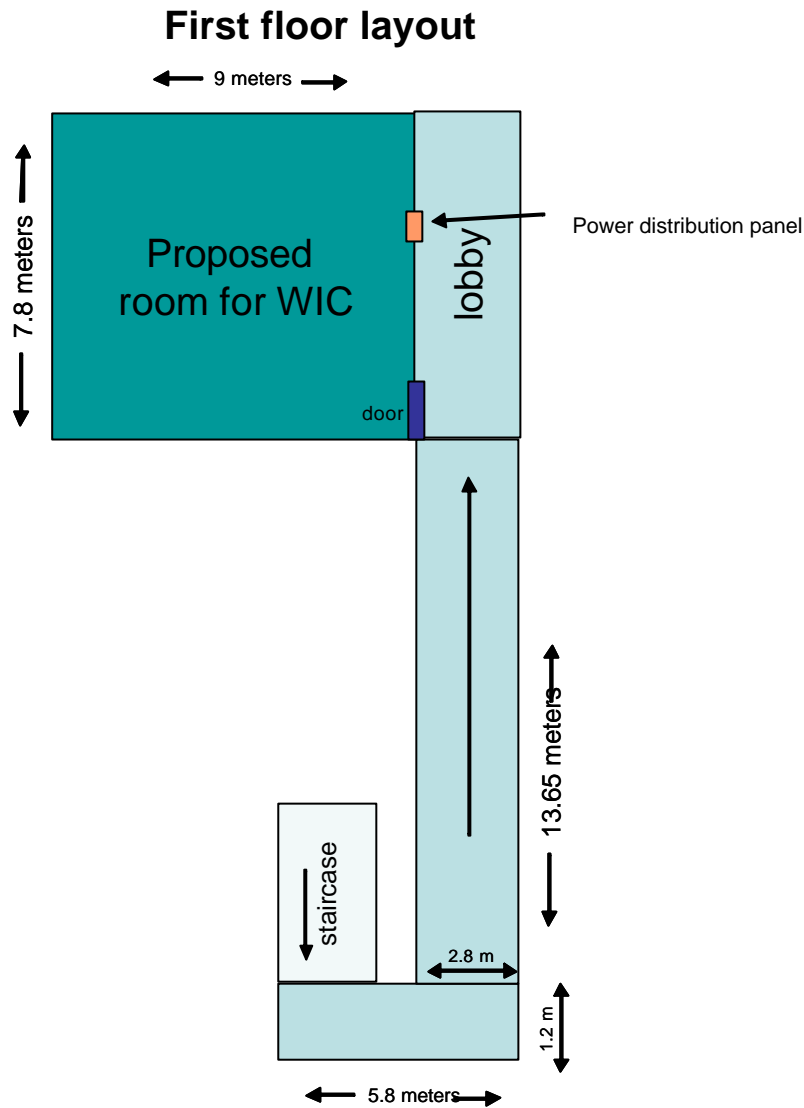 First floor layout
9 meters
Power distribution panel
7.8 meters
Proposed
room for WIC
lobby
door
13.65 meters
staircase
2.8 m
1.2 m
5.8 meters